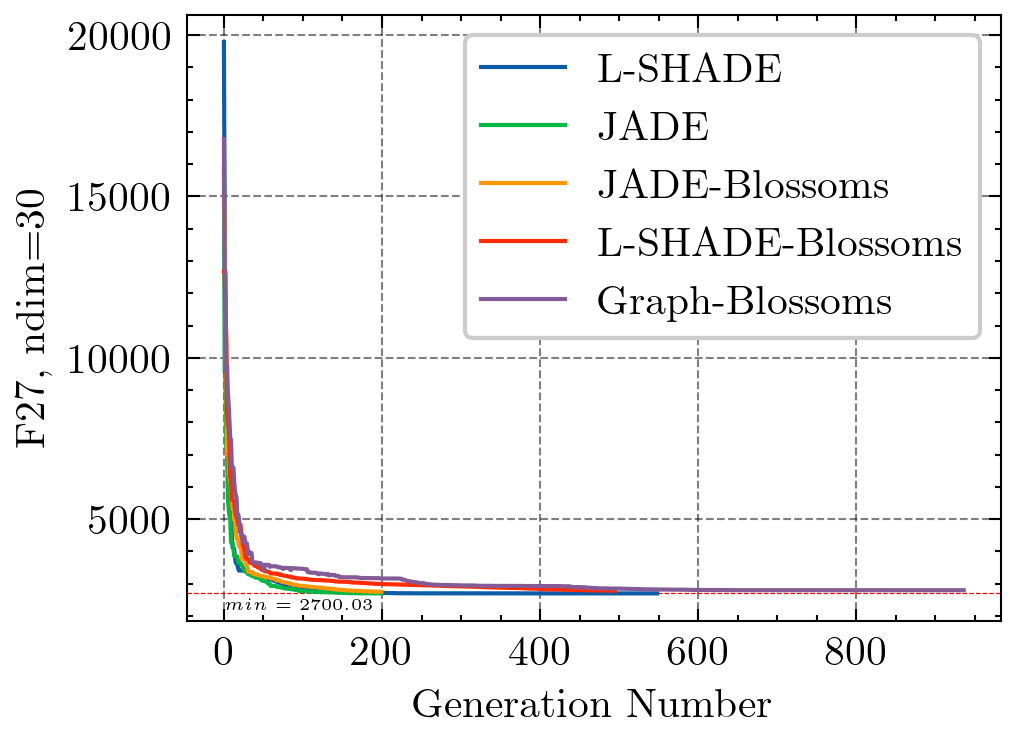 20000
15000
10000
5000
F27, ndim=30
L-SHADE
JADE
JADE-Blossoms
L-SHADE-Blossoms
Graph-Blossoms
min = 2700.03
0 200 400 600 800
Generation Number